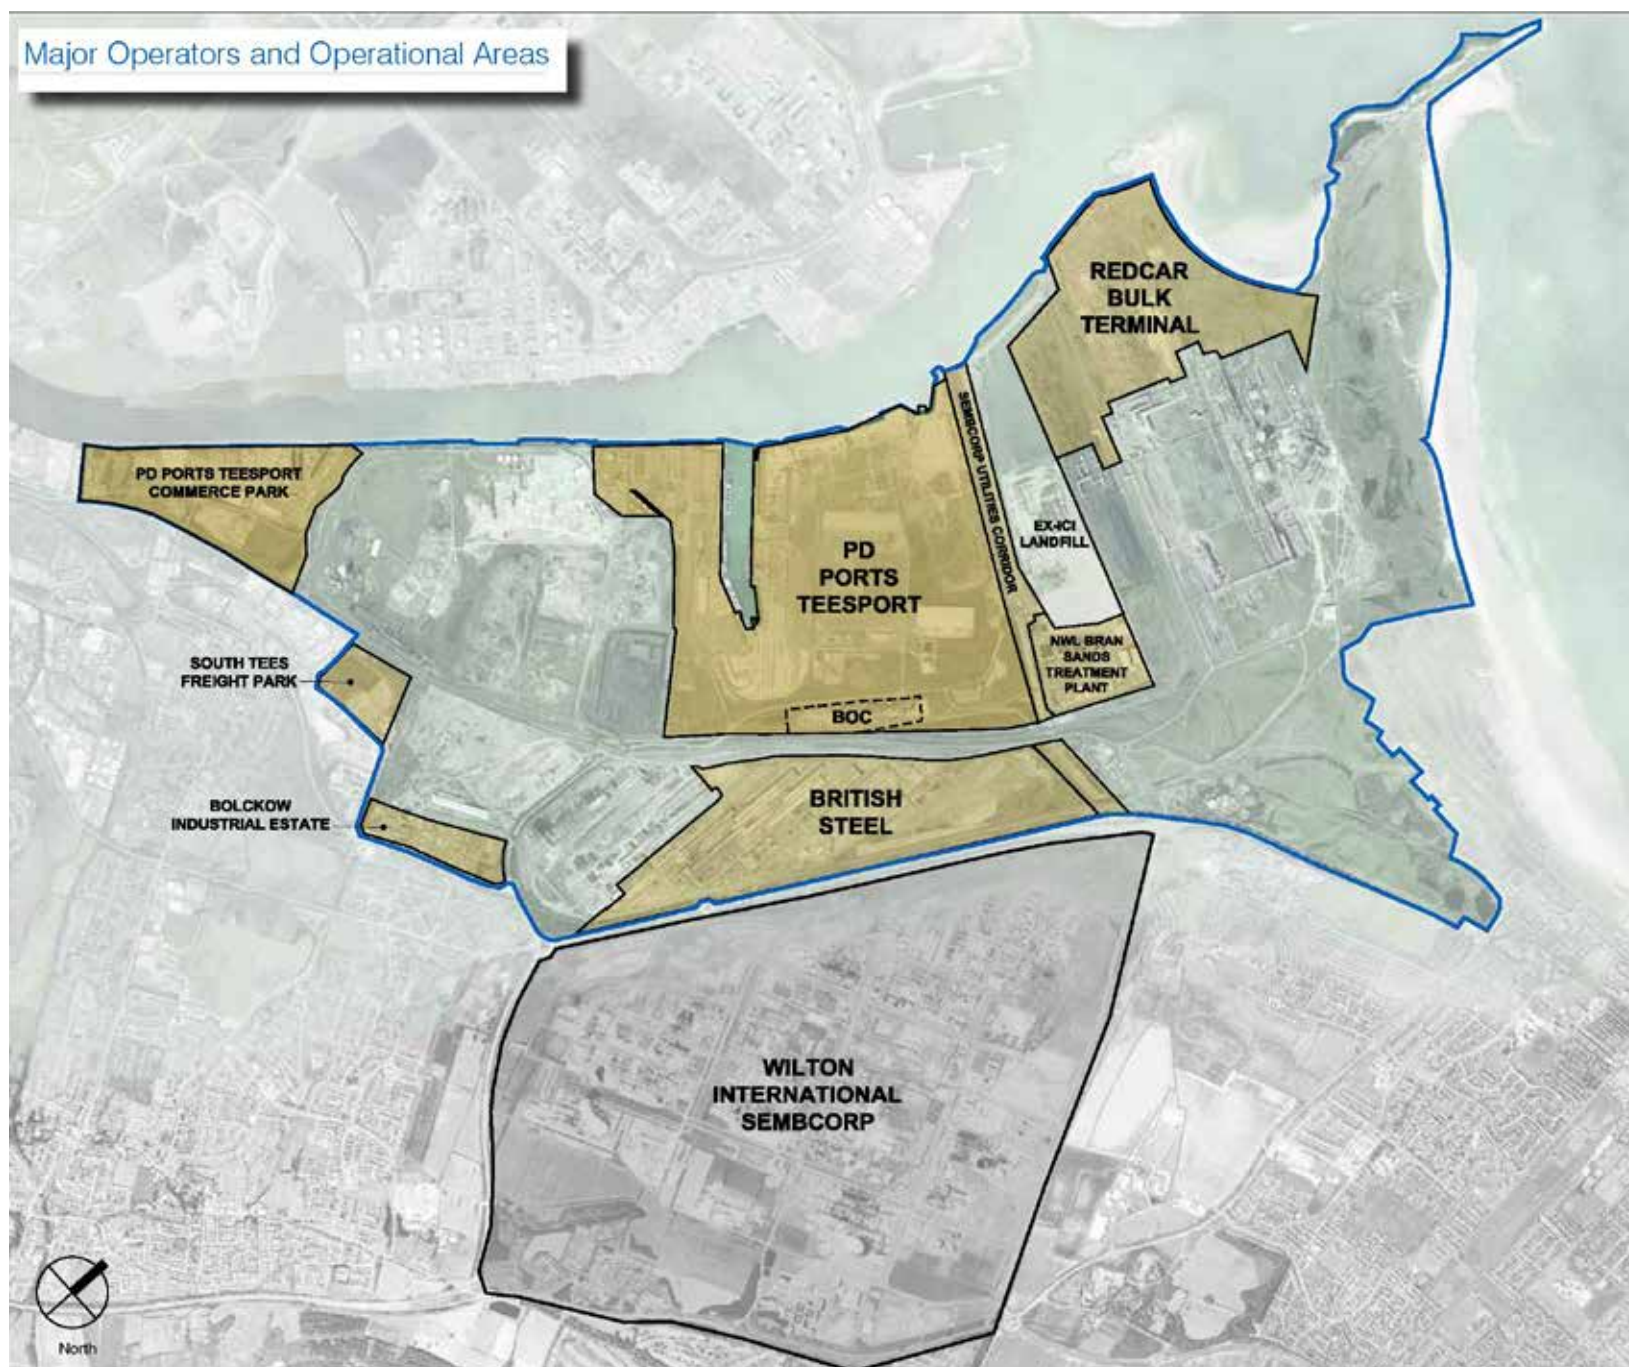 Major Operators and Operational Areas
REDCAR
BULK
TERMINAL
PD PORTS TEESPORT
COMMERCE PARK
SEMBCORP UTILITIES CORRIDOR
EX-ICI
LANDFILL
PD
PORTS
TEESPORT
NWL BRAN
SANDS
TREATMENT
PLANT
SOUTH TEES
FREIGHT PARK
BOC
BOLCKOW
INDUSTRIAL ESTATE
BRITISH
STEEL
WILTON
INTERNATIONAL
SEMBCORP
North